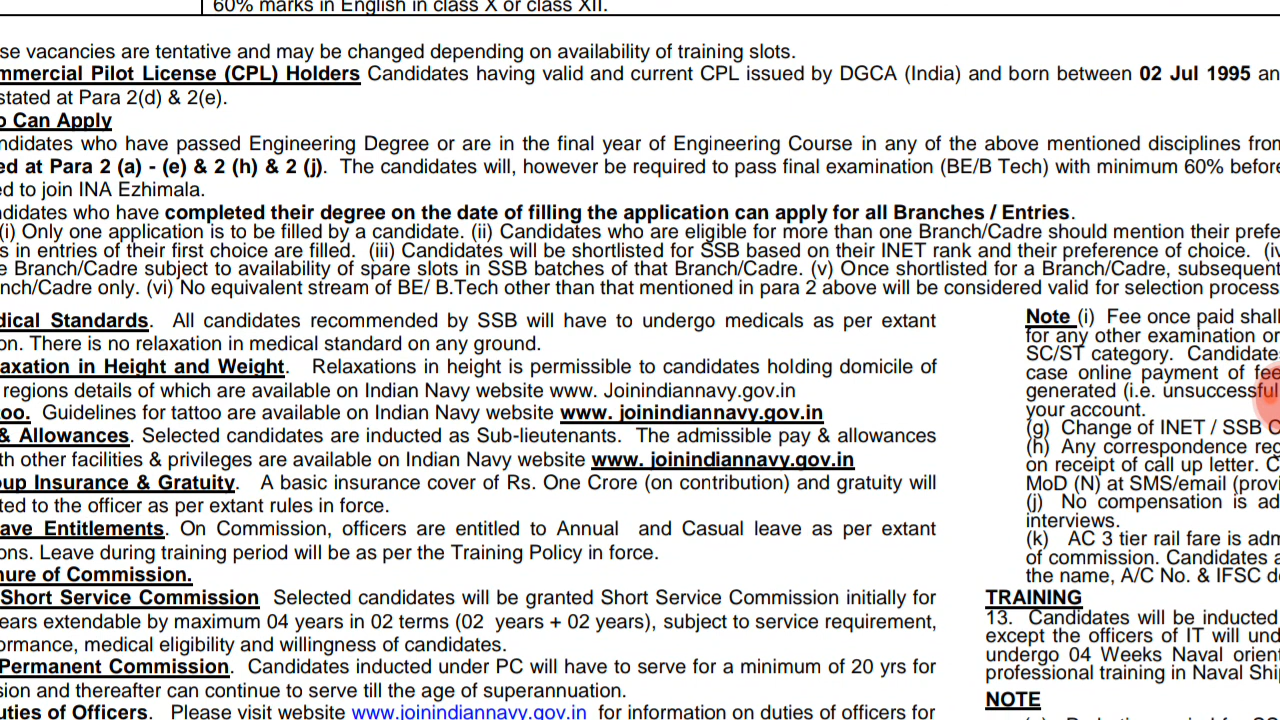 60% marks in English in class X or class XII.
se vacancies are tentative and may be changed depending on availability of training slots.
mmercial Pilot License (CPL) Holders Candidates having valid and current CPL issued by DGCA (India) and born between 02 Jul 1995 an
stated at Para 2(d) & 2(e).
o Can Apply
ndidates who have passed Engineering Degree or are in the final year of Engineering Course in any of the above mentioned disciplines from
ed at Para 2 (a) - (e) & 2 (h) & 2 (j). The candidates will, however be required to pass final examination (BE/B Tech) with minimum 60% before
ed to join INA Ezhimala.
ndidates who have completed their degree on the date of filling the application can apply for all Branches / Entries.
(i) Only one application is to be filled by a candidate. (ii) Candidates who are eligible for more than one Branch/Cadre should mention their prefe
s in entries of their first choice are filled. (iii) Candidates will be shortlisted for SSB based on their INET rank and their preference of choice. (iv
e Branch/Cadre subject to availability of spare slots in SSB batches of that Branch/Cadre. (v) Once shortlisted for a Branch/Cadre, subsequent
nch/Cadre only. (vi) No equivalent stream of BE/ B.Tech other than that mentioned in para 2 above will be considered valid for selection process
dical Standards. All candidates recommended by SSB will have to undergo medicals as per extant
on. There is no relaxation in medical standard on any ground.
axation in Height and Weight. Relaxations in height is permissible to candidates holding domicile of
regions details of which are available on Indian Navy website www. Joinindiannavy.gov.in
too. Guidelines for tattoo are available on Indian Navy website www. joinindiannavy.gov.in
& Allowances. Selected candidates are inducted as Sub-lieutenants. The admissible pay & allowances
th other facilities & privileges are available on Indian Navy website www. joinindiannavy.gov.in
oup Insurance & Gratuity. A basic insurance cover of Rs. One Crore (on contribution) and gratuity will
ted to the officer as per extant rules in force.
ave Entitlements. On Commission, officers are entitled to Annual and Casual leave as per extant
ons. Leave during training period will be as per the Training Policy in force.
nure of Commission.
Short Service Commission Selected candidates will be granted Short Service Commission initially for
ears extendable by maximum 04 years in 02 terms (02 years + 02 years), subject to service requirement,
ormance, medical eligibility and willingness of candidates.
Permanent Commission. Candidates inducted under PC will have to serve for a minimum of 20 yrs for
sion and thereafter can continue to serve till the age of superannuation.
uties of Officers. Please visit website www.joinindiannavy.gov.in for information on duties of officers for
Note (i) Fee once paid shall
for any other examination or
SC/ST category. Candidate
case online payment of fee
generated (i.e. unsuccessful
your account.
(g) Change of INET / SSB C
(h) Any correspondence reg
on receipt of call up letter. C
MoD (N) at SMS/email (provi
(j) No compensation is ad
interviews.
(k) AC 3 tier rail fare is adm
of commission. Candidates a
the name, A/C No. & IFSC de
TRAINING
13. Candidates will be inducted
except the officers of IT will und
undergo 04 Weeks Naval orient
professional training in Naval Ship
NOTE